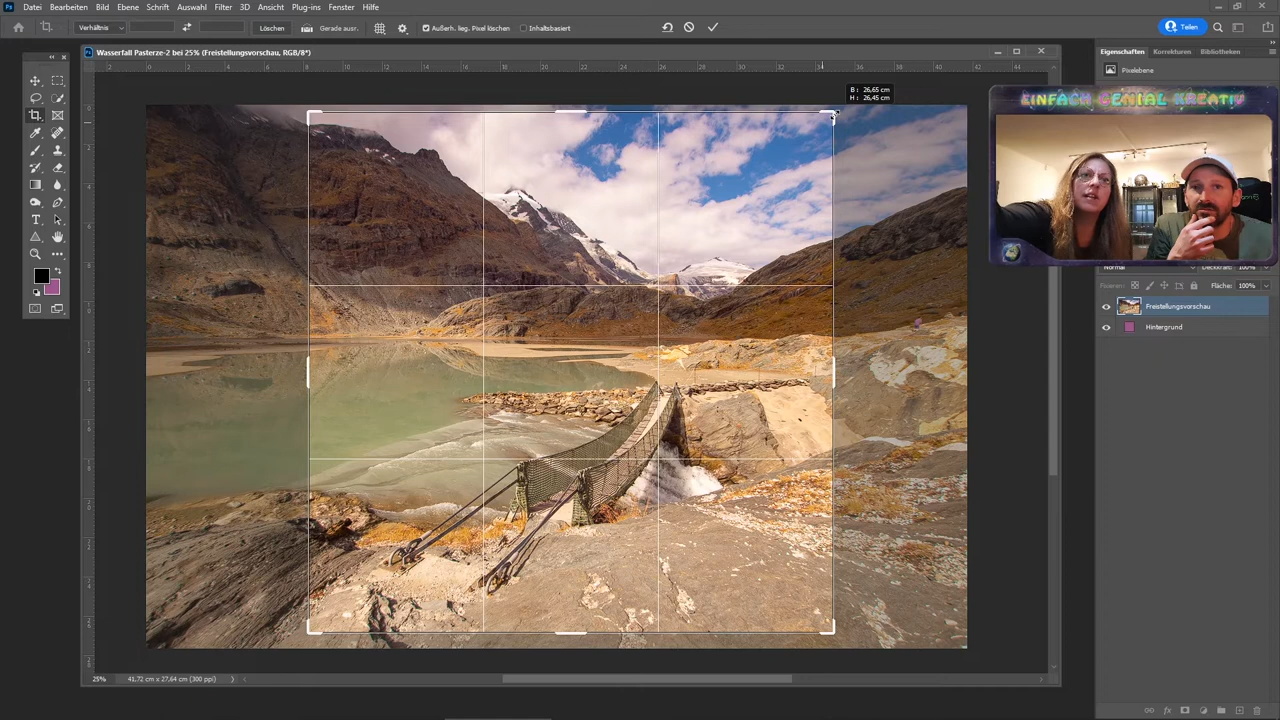 Datei Bearbeiten Bild Ebene Schrift Auswahl Filter 3D Ansicht Plug-ins Fenster Hilfe
Verhältnis Löschen Gerade ausr. Außerh. lieg. Pixel löschen Inhaltsbasiert Teilen
Wasserfall Pasterze-2 bei 25% (Freistellungsvorschau, RGB/8*)
Eigenschaften Korrekturen Bibliotheken
Pixelebene
B: 26,65 cm
H: 26,45 cm
EINFACH GENIAL KREATIV
Normal Deckkraft: 100%
Fixieren: Fläche: 100%
Freistellungsvorschau
Hintergrund
25% 41,72 cm x 27,64 cm (300 ppi)